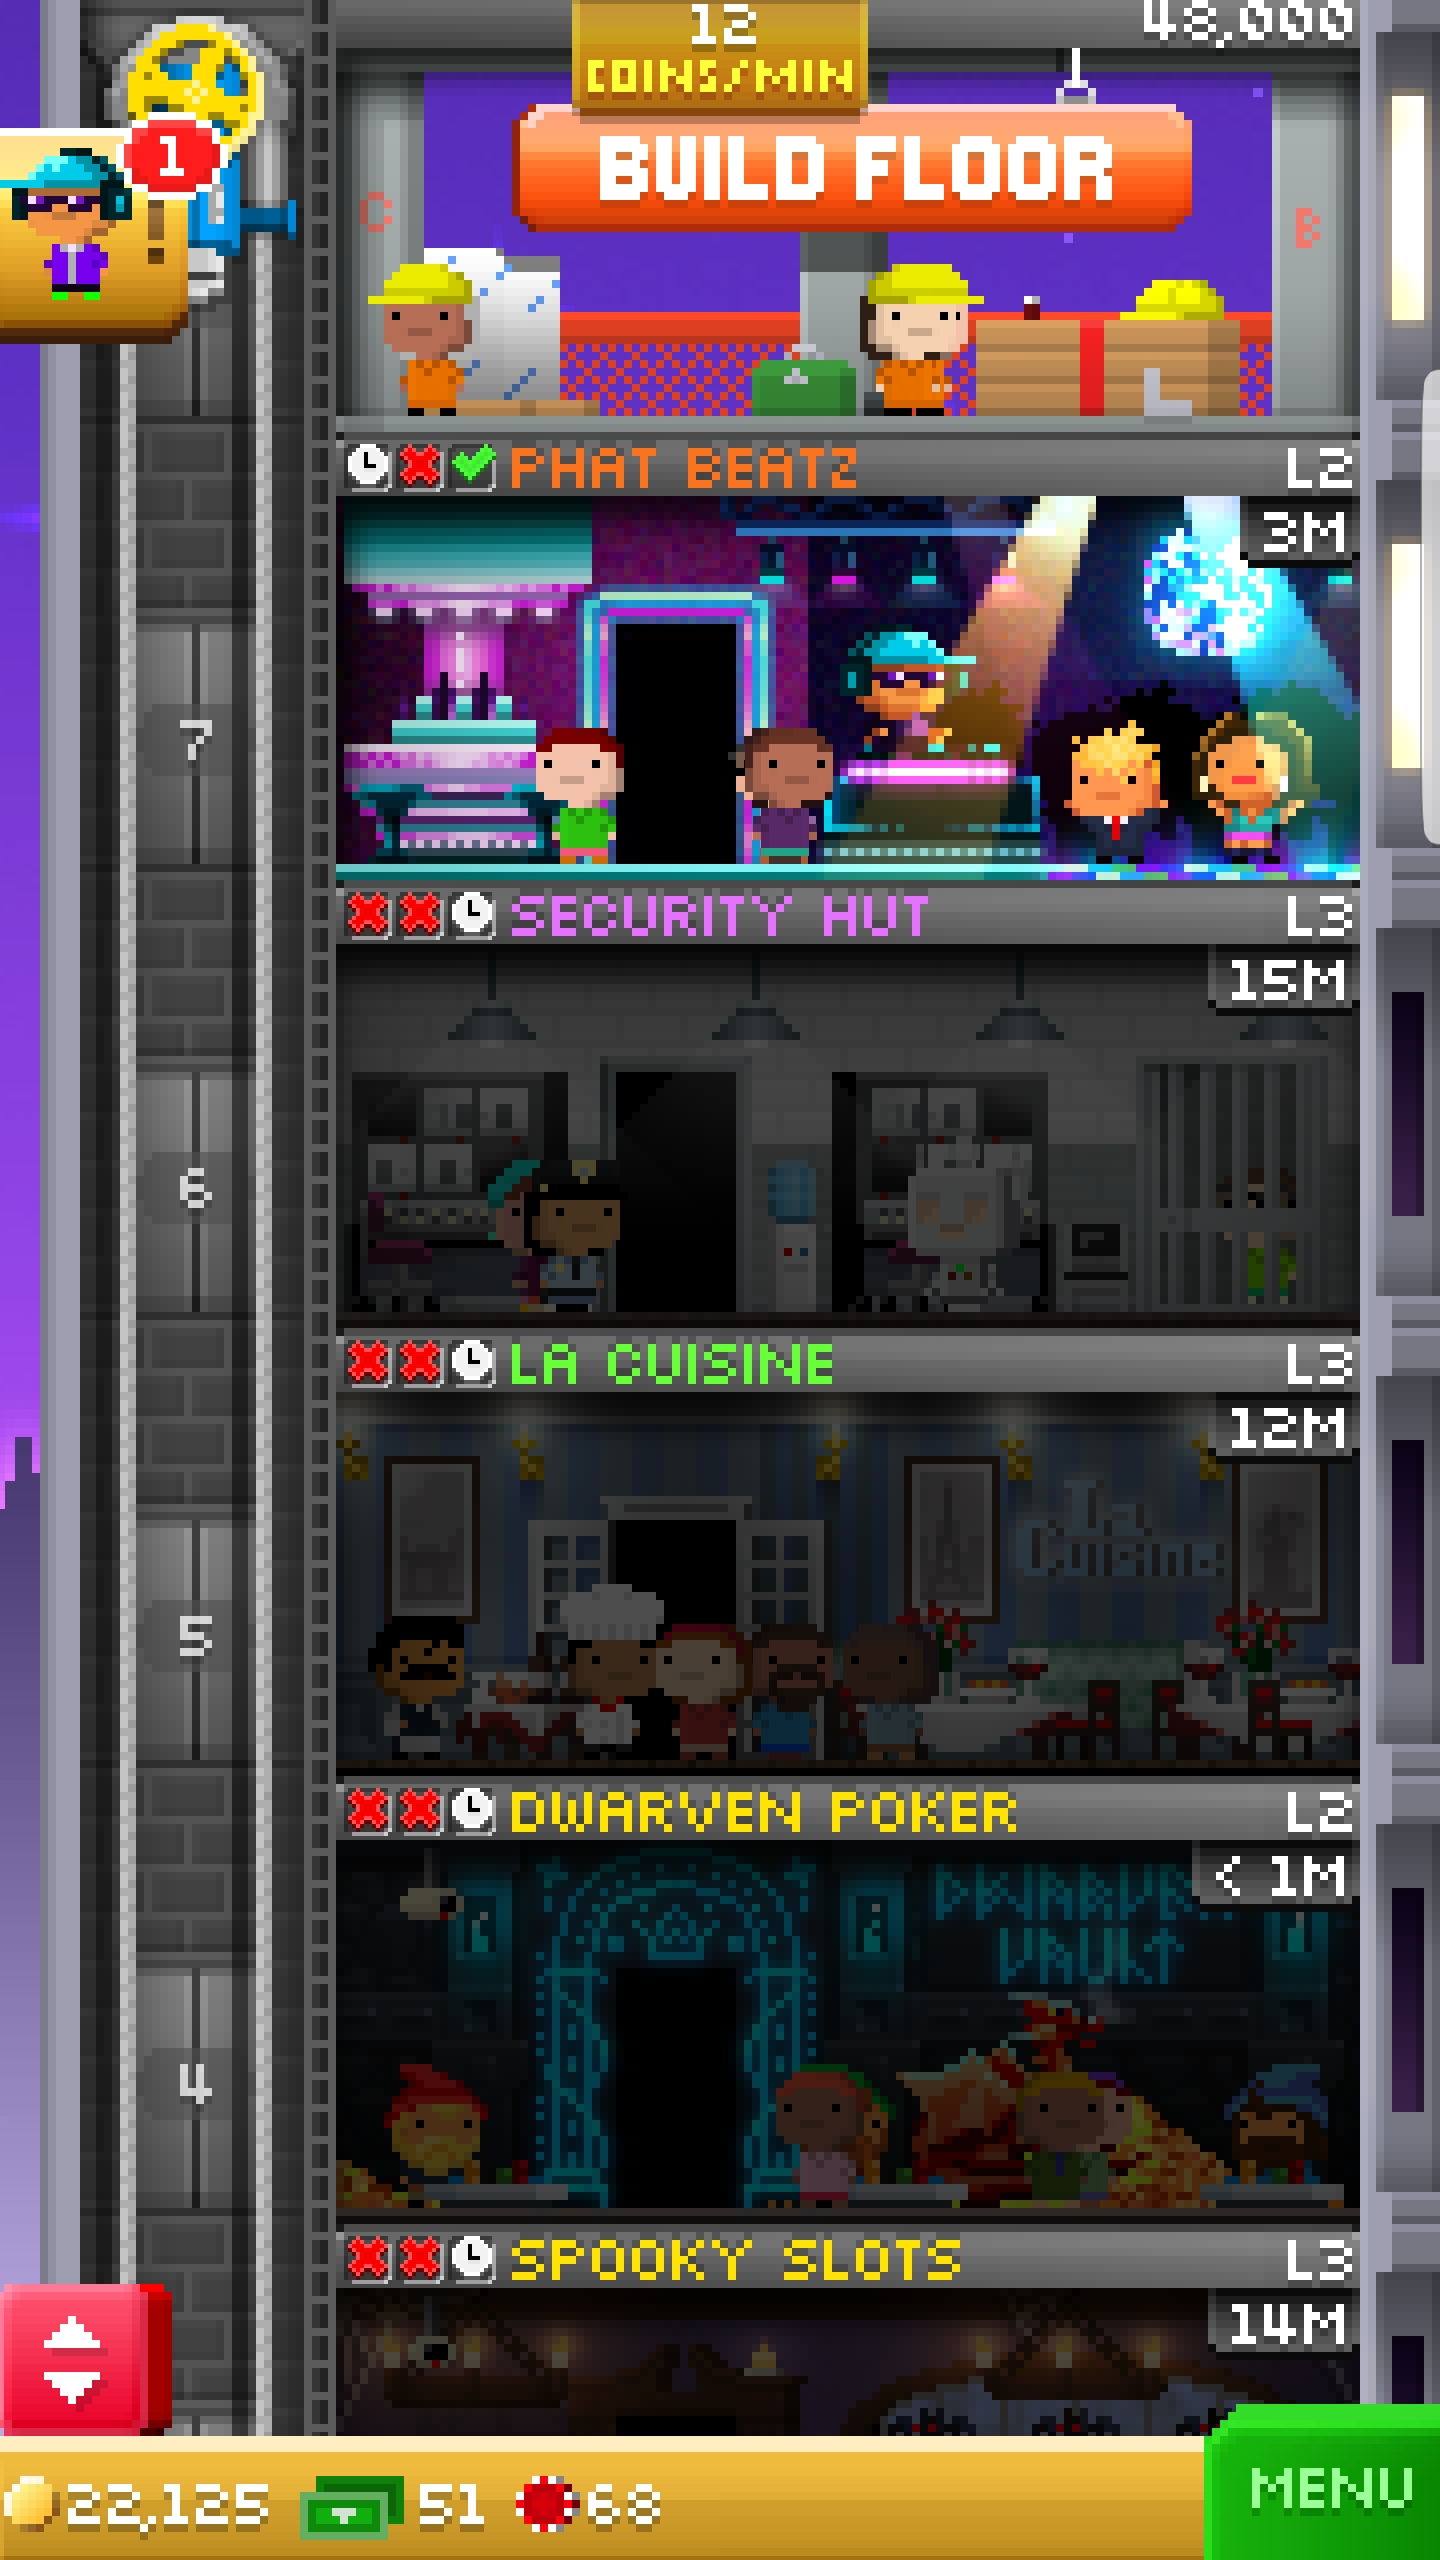 12
48,000
COINS/MIN
BUILD FLOOR
1
C
B
PHAT BEATZ L2
3M
7
SECURITY HUT L3
15M
6
LA CUISINE L3
12M
La
Cuisine
5
DWARVEN POKER L2
< 1M
DWARVEN
VAULT
4
SPOOKY SLOTS L3
14M
22,125 51 68
MENU